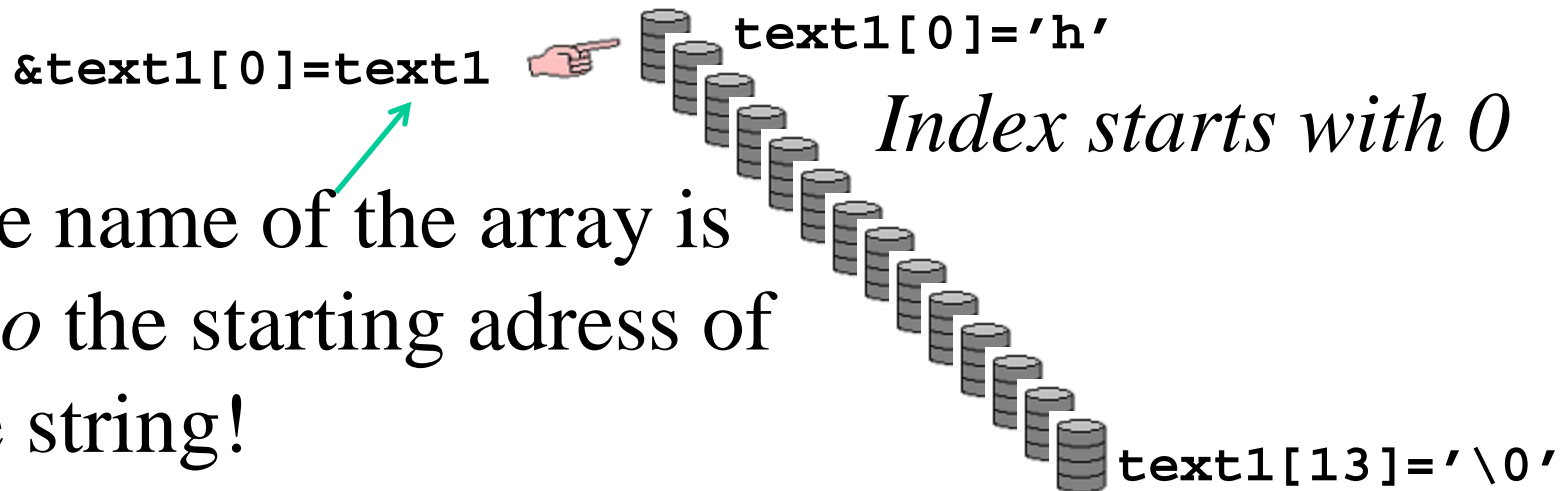 text1[0]=’h’
&text1[0]=text1
Index starts with 0
name of the array is
the starting adress of
string!
text1[13]=’\0’